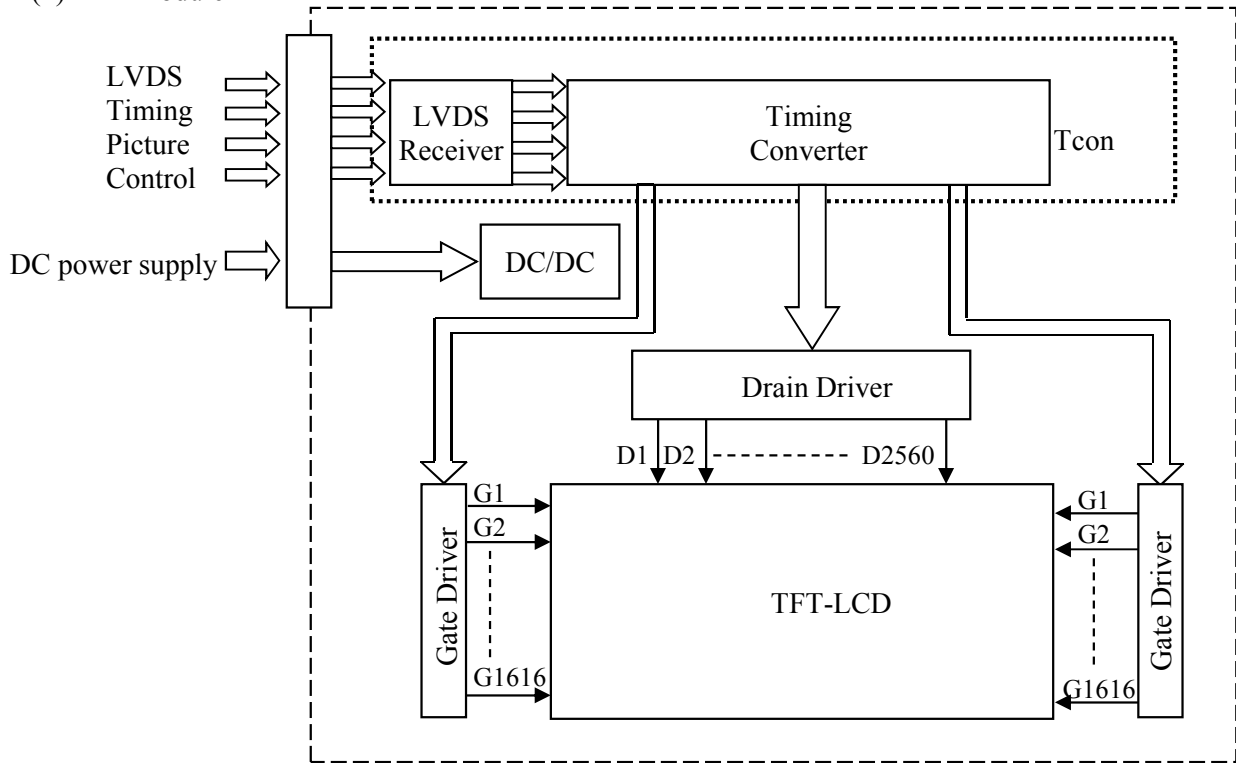 LVDS
Timing
Picture
Control
DC power supply
LVDS
Receiver
Timing
Converter
Tcon
DC/DC
Drain Driver
D1 D2 D2560
G1
G2
G1616
Gate Driver
TFT-LCD
G1
G2
G1616
Gate Driver